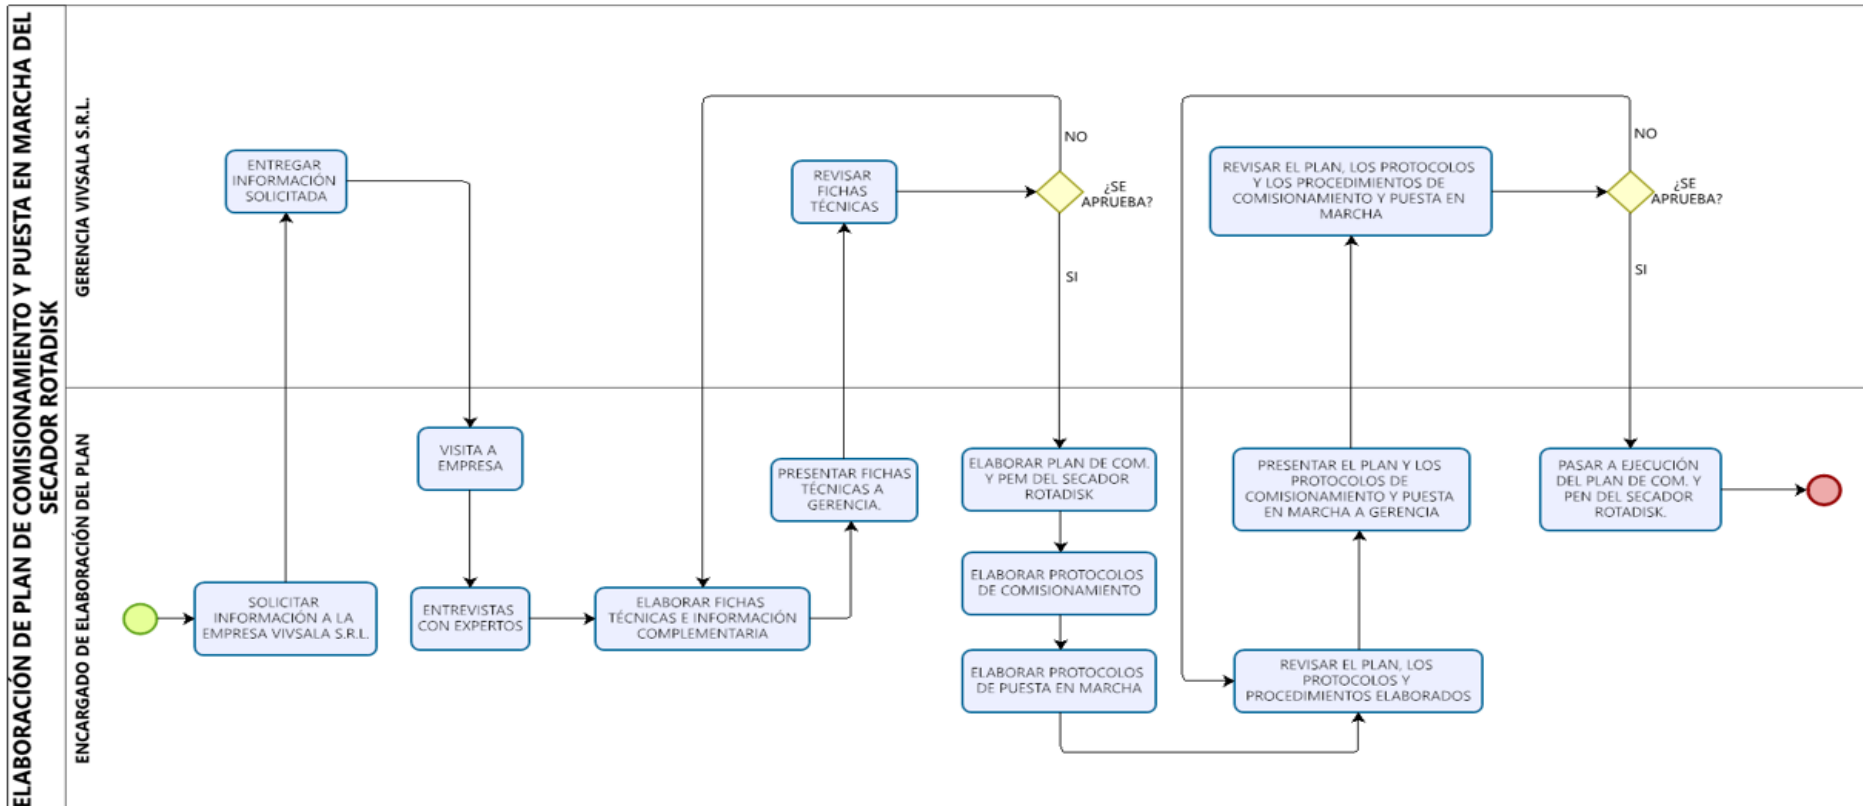 ELABORACIÓN DE PLAN DE COMISIONAMIENTO Y PUESTA EN MARCHA DEL
SECADOR ROTADISK
GERENCIA VIVSALA S.R.L.
ENTREGAR
INFORMACIÓN
SOLICITADA
REVISAR
FICHAS
TÉCNICAS
NO
¿SE
APRUEBA?
SI
REVISAR EL PLAN, LOS PROTOCOLOS
Y LOS PROCEDIMIENTOS DE
COMISIONAMIENTO Y PUESTA EN
MARCHA
NO
¿SE
APRUEBA?
SI
ENCARGADO DE ELABORACIÓN DEL PLAN
SOLICITAR
INFORMACIÓN A LA
EMPRESA VIVSALA S.R.L.
VISITA A
EMPRESA
ENTREVISTAS
CON EXPERTOS
ELABORAR FICHAS
TÉCNICAS E INFORMACIÓN
COMPLEMENTARIA
PRESENTAR FICHAS
TÉCNICAS A
GERENCIA.
ELABORAR PLAN DE COM.
Y PEM DEL SECADOR
ROTADISK
ELABORAR PROTOCOLOS
DE COMISIONAMIENTO
ELABORAR PROTOCOLOS
DE PUESTA EN MARCHA
PRESENTAR EL PLAN Y LOS
PROTOCOLOS DE
COMISIONAMIENTO Y PUESTA
EN MARCHA A GERENCIA
REVISAR EL PLAN, LOS
PROTOCOLOS Y
PROCEDIMIENTOS ELABORADOS
PASAR A EJECUCIÓN
DEL PLAN DE COM. Y
PEN DEL SECADOR
ROTADISK.